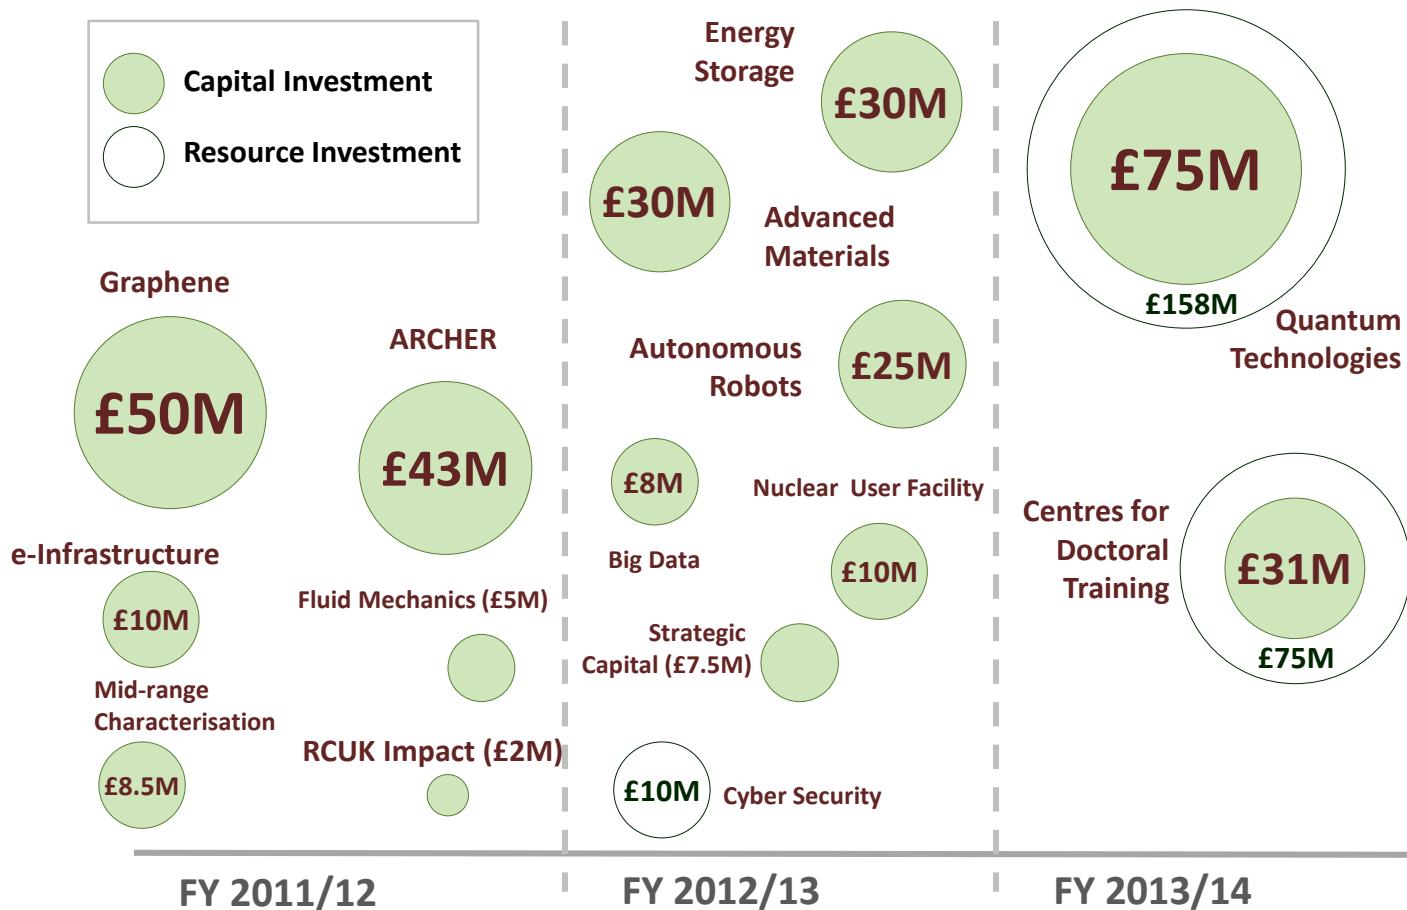 Capital Investment
Resource Investment
Graphene
£50M
ARCHER
£43M
e-Infrastructure
£10M
Fluid Mechanics (£5M)
Mid-range
Characterisation
£8.5M
RCUK Impact (£2M)
FY 2011/12
Energy
Storage
£30M
£30M
Advanced
Materials
Autonomous
Robots
£25M
£8M
Big Data
Nuclear User Facility
£10M
Strategic
Capital (£7.5M)
£10M
Cyber Security
FY 2012/13
£75M
£158M
Quantum
Technologies
Centres for
Doctoral
Training
£31M
£75M
FY 2013/14